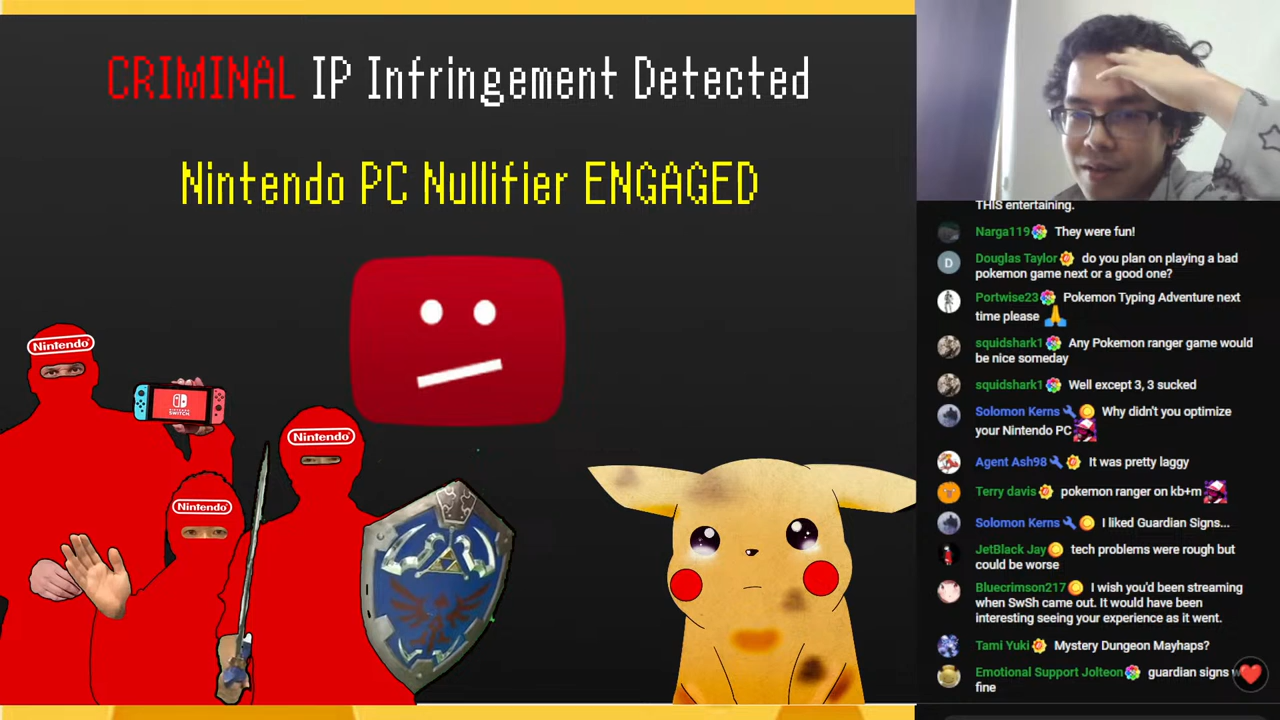 CRIMINAL IP Infringement Detected
Nintendo PC Nullifier ENGAGED
Nintendo
NINTENDO
SWITCH
Nintendo
Nintendo
THIS entertaining.
Narga119 They were fun!
D
Douglas Taylor do you plan on playing a bad
pokemon game next or a good one?
Portwise23 Pokemon Typing Adventure next
time please
squidshark1 Any Pokemon ranger game would
be nice someday
squidshark1 Well except 3, 3 sucked
Solomon Kerns Why didn't you optimize
your Nintendo PC
Agent Ash98 It was pretty laggy
Terry davis pokemon ranger on kb+m
Solomon Kerns I liked Guardian Signs...
JetBlack Jay tech problems were rough but
could be worse
Bluecrimson217 I wish you'd been streaming
when SwSh came out. It would have been
interesting seeing your experience as it went.
Tami Yuki Mystery Dungeon Mayhaps?
Emotional Support Jolteon guardian signs
fine